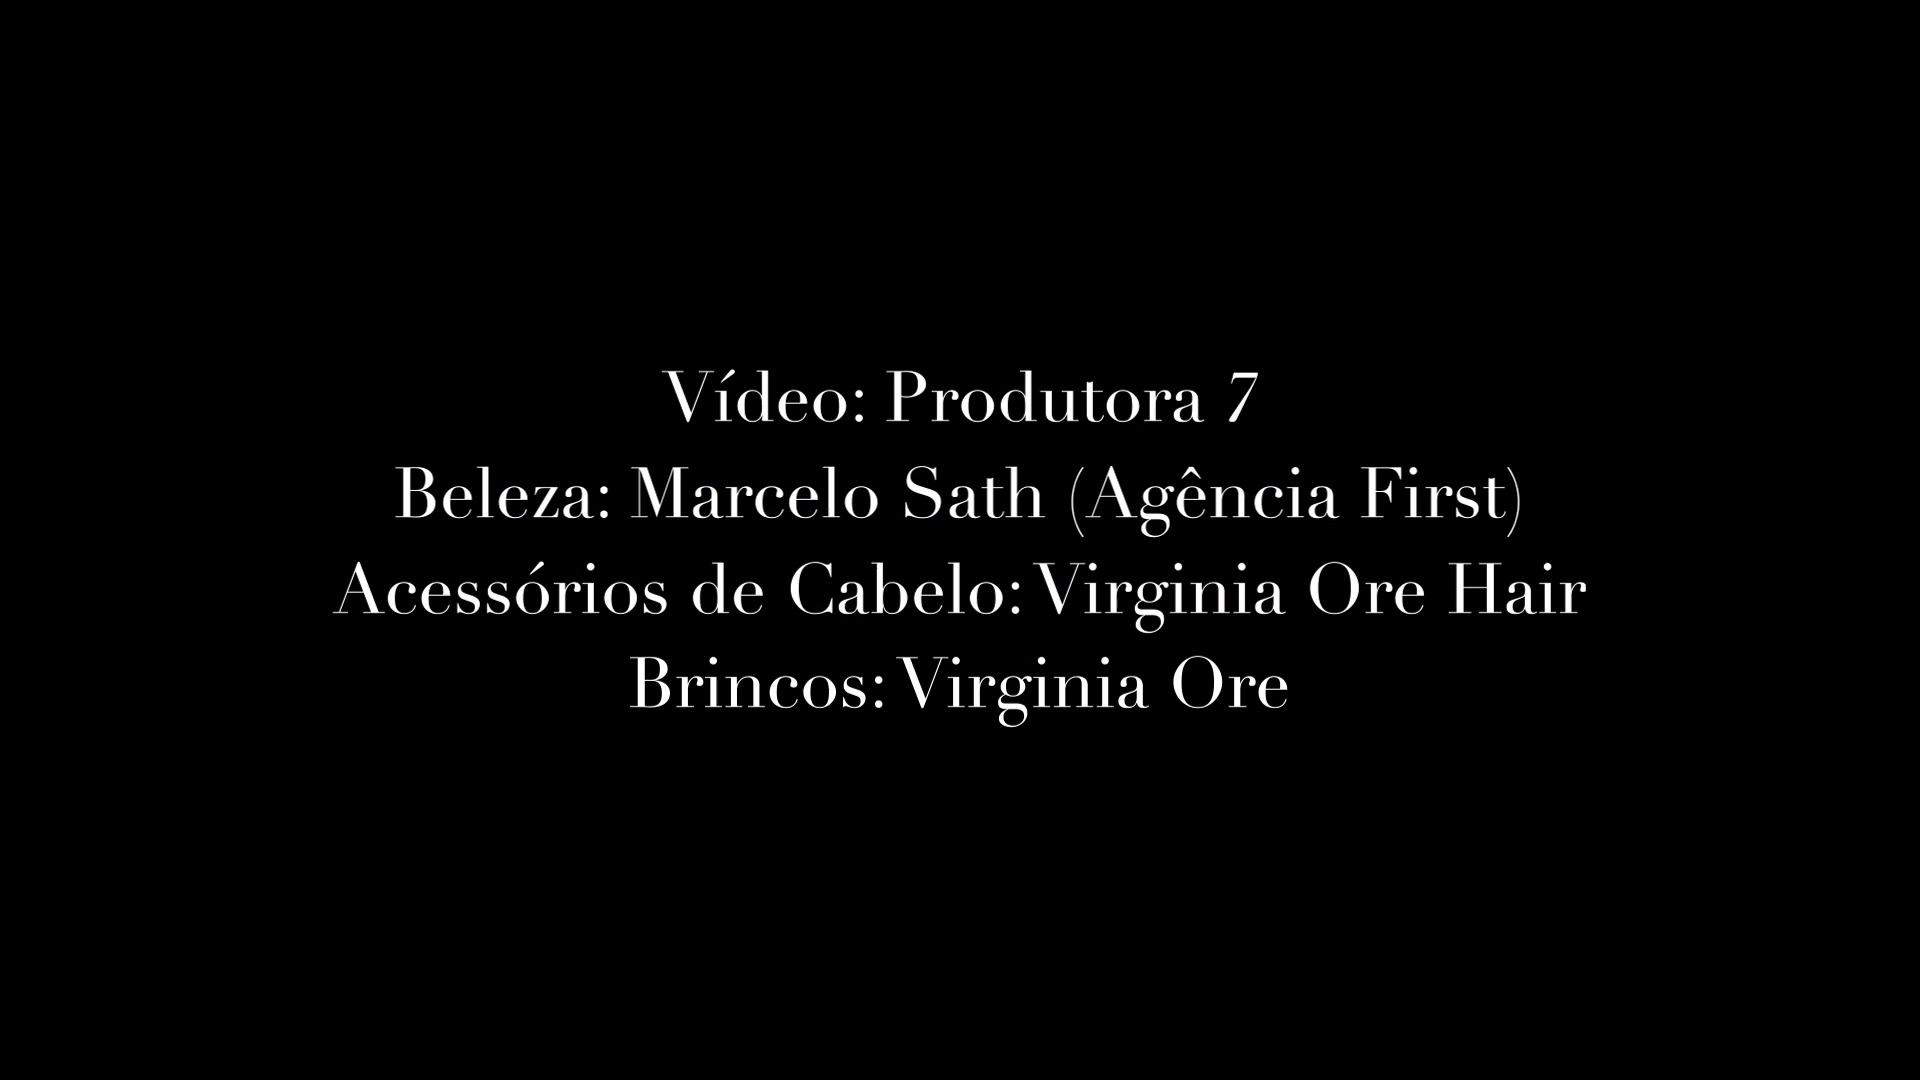 Vídeo: Produtora 7
Beleza: Marcelo Sath (Agência First)
Acessórios de Cabelo: Virginia Ore Hair
Brincos: Virginia Ore